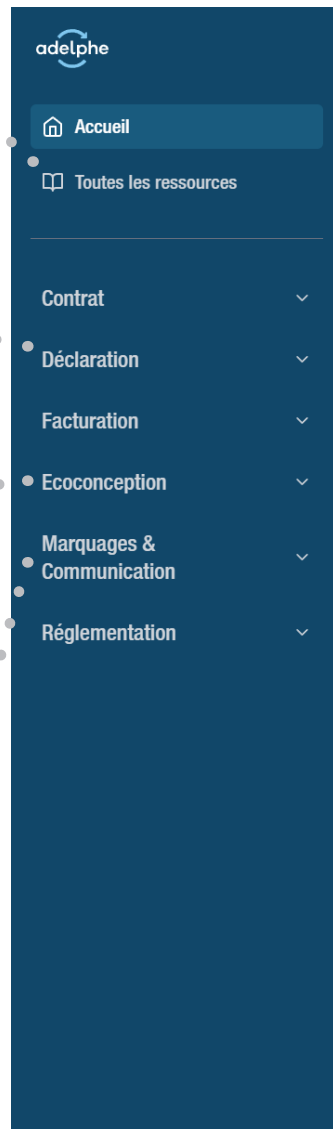 adelphe
Accueil
Toutes les ressources
Contrat
Déclaration
Facturation
Ecoconception
Marquages &
Communication
Réglementation